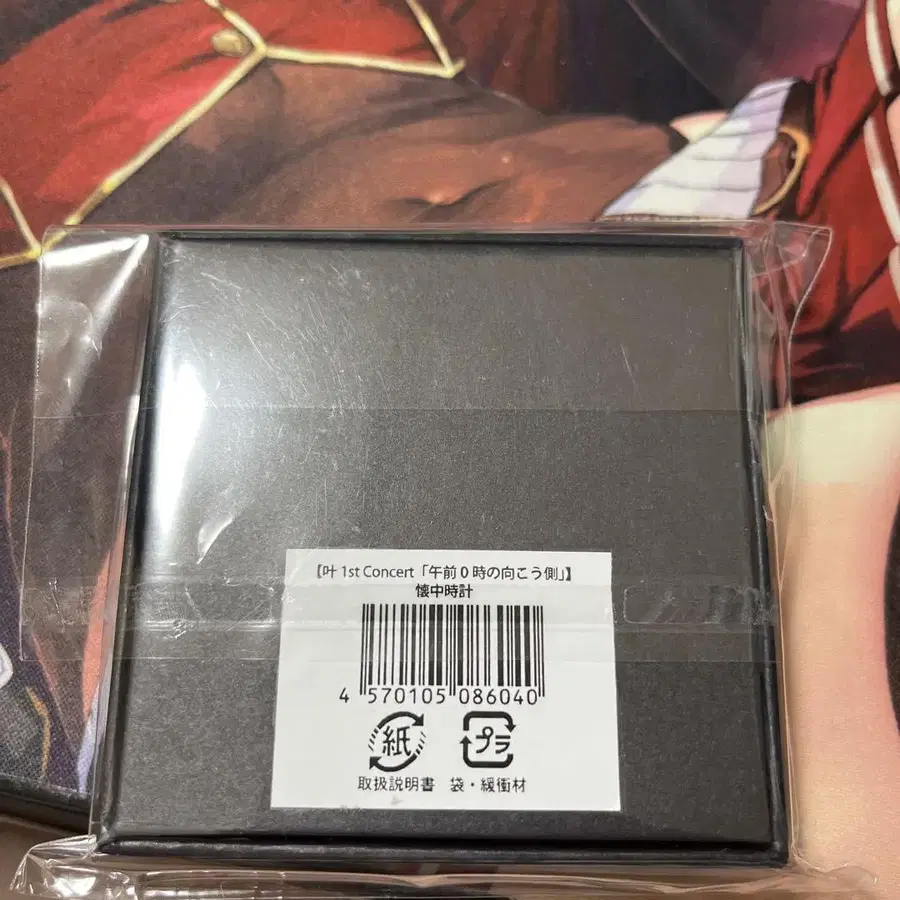 【叶 1st Concert「午前0時の向こう側」】
懐中時計
4 570105 086040
紙 プラ
取扱説明書 袋・緩衝材